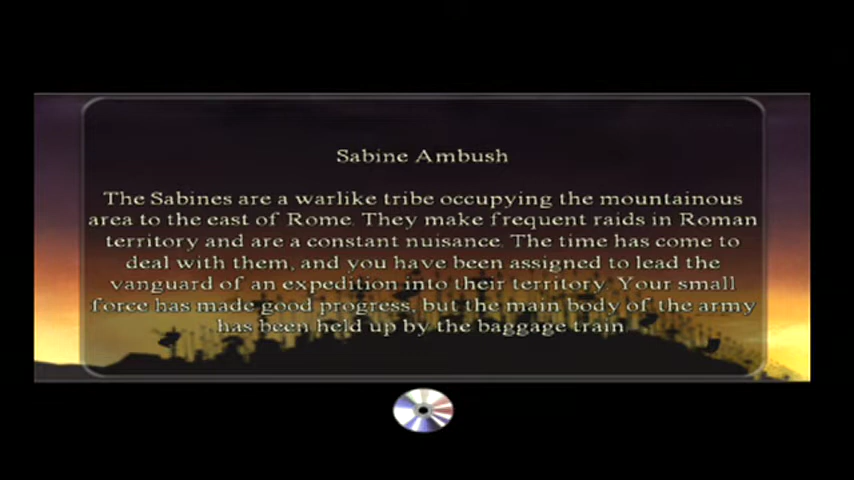 Sabine Ambush
The Sabines are a warlike tribe occupying the mountainous
area to the east of Rome. They make frequent raids in Roman
territory and are a constant nuisance. The time has come to
deal with them, and you have been assigned to lead the
vanguard of an expedition into their territory. Your small
force has made good progress, but the main body of the army
has been held up by the baggage train